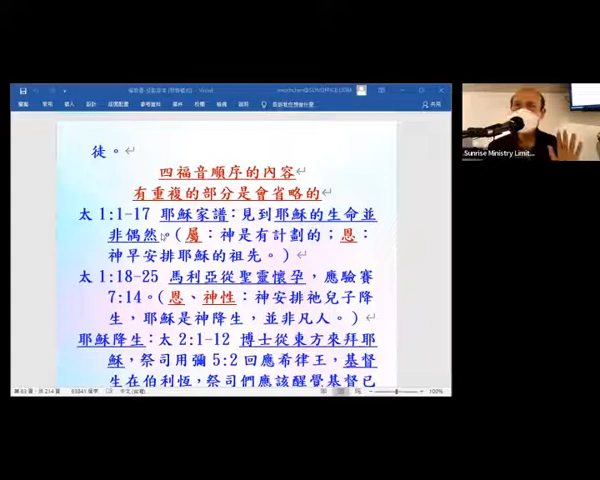 徒。
四福音順序的內容
有重複的部分是會省略的
太 1:1-17 耶穌家譜:見到耶穌的生命並
非偶然。(屬:神是有計劃的;恩:
神早安排耶穌的祖先。)
太 1:18-25 馬利亞從聖靈懷孕,應驗賽
7:14。(恩、神性:神安排祂兒子降
生,耶穌是神降生,並非凡人。)
耶穌降生:太 2:1-12 博士從東方來拜耶
穌,祭司用彌 5:2 回應希律王,基督
生在伯利恆,祭司們應該醒覺基督已
Sunrise Ministry Limit...
共用
100%